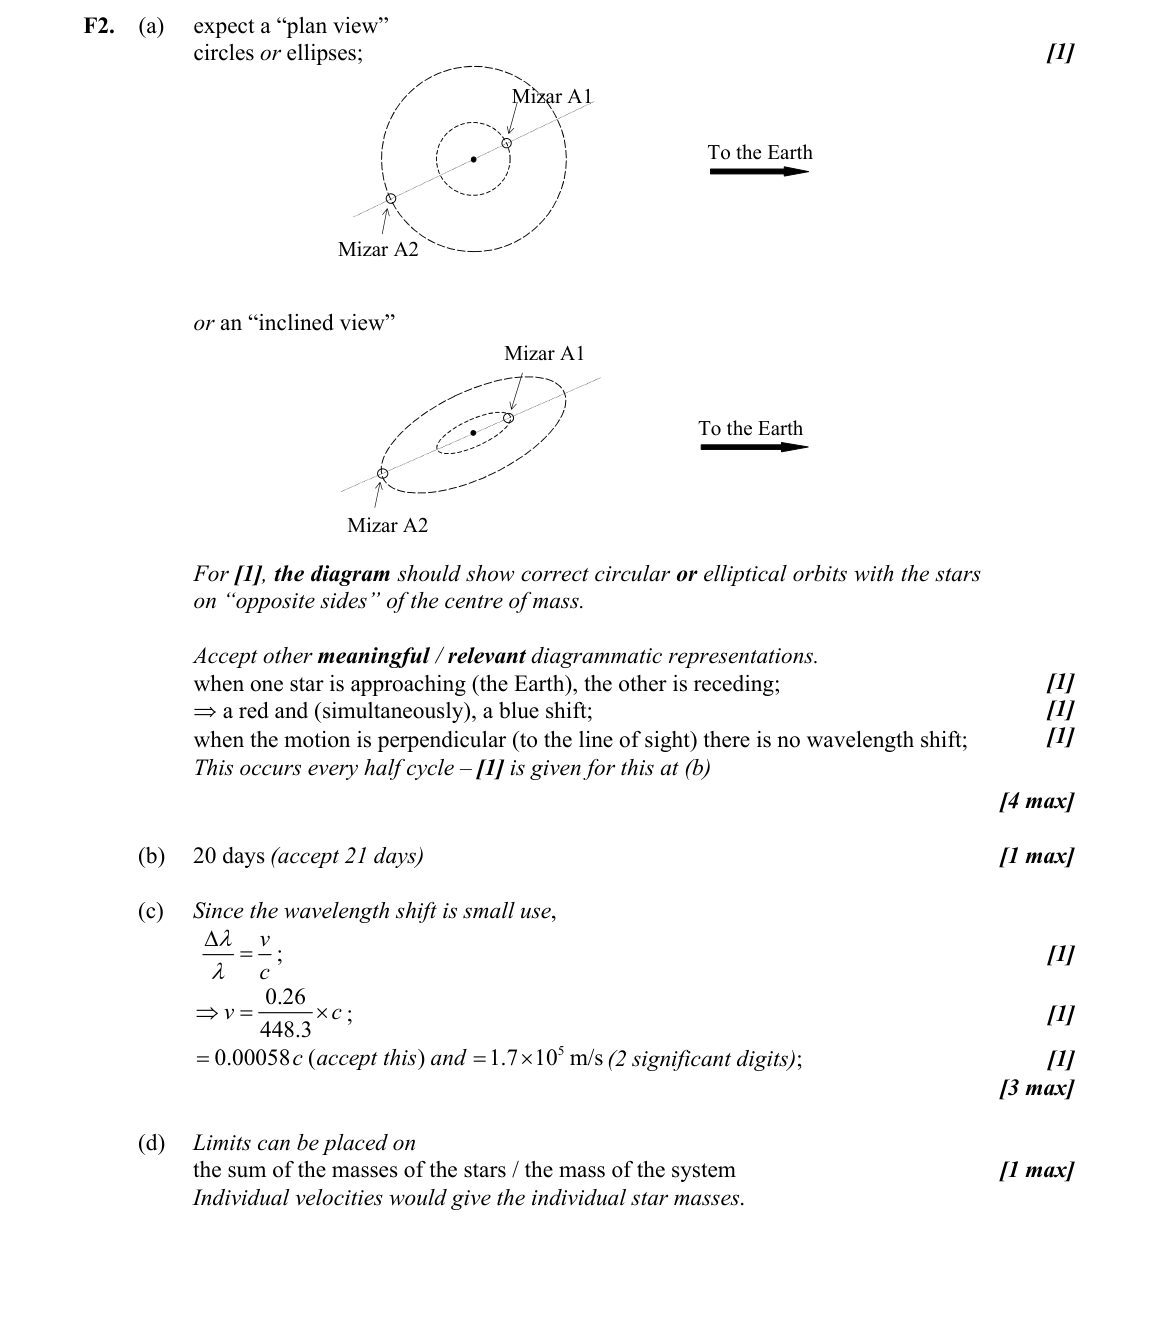 F2. (a) expect a “plan view”
circles or ellipses; [1]
Mizar A1
To the Earth
Mizar A2
or an “inclined view”
Mizar A1
To the Earth
Mizar A2
For [1], the diagram should show correct circular or elliptical orbits with the stars
on “opposite sides” of the centre of mass.
Accept other meaningful / relevant diagrammatic representations.
when one star is approaching (the Earth), the other is receding; [1]
⇒ a red and (simultaneously), a blue shift; [1]
when the motion is perpendicular (to the line of sight) there is no wavelength shift; [1]
This occurs every half cycle – [1] is given for this at (b)
[4 max]
(b) 20 days (accept 21 days) [1 max]
(c) Since the wavelength shift is small use,
Δλ/λ = v/c; [1]
⇒ v = 0.26/448.3 × c; [1]
= 0.00058c (accept this) and = 1.7×10⁵ m/s (2 significant digits); [1]
[3 max]
(d) Limits can be placed on
the sum of the masses of the stars / the mass of the system [1 max]
Individual velocities would give the individual star masses.